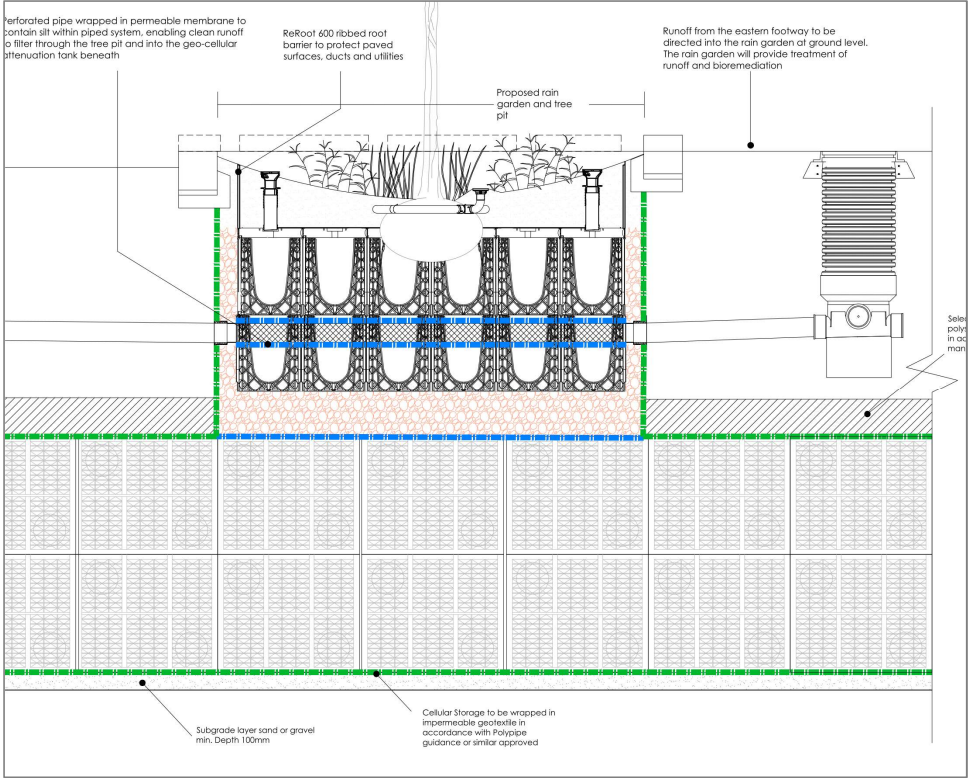 Perforated pipe wrapped in permeable membrane to
contain silt within piped system, enabling clean runoff
to filter through the tree pit and into the geo-cellular
attenuation tank beneath
ReRoot 600 ribbed root
barrier to protect paved
surfaces, ducts and utilities
Runoff from the eastern footway to be
directed into the rain garden at ground level.
The rain garden will provide treatment of
runoff and bioremediation
Proposed rain
garden and tree
pit
in
Subgrade layer sand or gravel
min. Depth 100mm
Cellular Storage to be wrapped in
impermeable geotextile in
accordance with Polypipe
guidance or similar approved